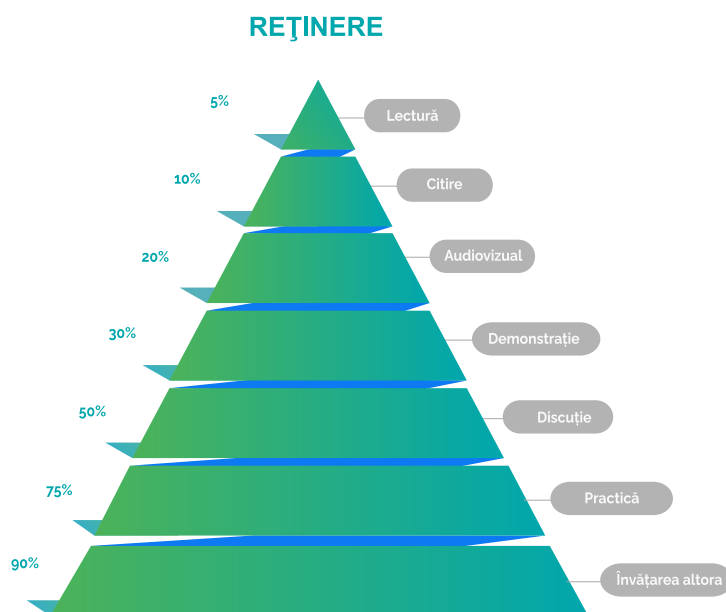 REŢINERE
5%
Lectură
10%
Citire
20%
Audiovizual
30%
Demonstrație
50%
Discuție
75%
Practică
90%
Învățarea altora